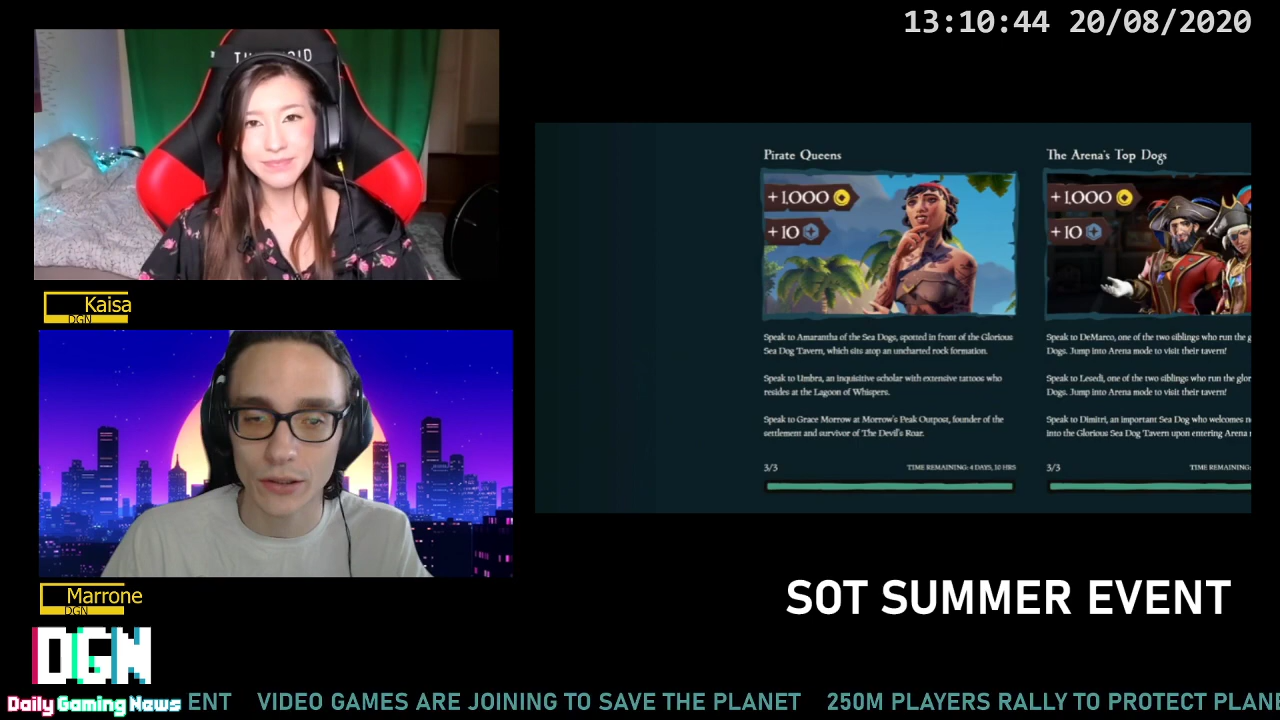 13:10:44 20/08/2020
Kaisa
DGN
Marrone
DGN
Pirate Queens
+1,000
+10
Speak to Amarantha of the Sea Dogs, spotted in front of the Glorious
Sea Dog Tavern, which sits atop an uncharted rock formation.
Speak to Umbra, an inquisitive scholar with extensive tattoos who
resides at the Lagoon of Whispers.
Speak to Grace Morrow at Morrow's Peak Outpost, founder of the
settlement and survivor of The Devil's Roar.
3/3 TIME REMAINING: 4 DAYS, 10 HRS
The Arena's Top Dogs
+1,000
+10
Speak to DeMarco, one of the two siblings who run the g
Dogs. Jump into Arena mode to visit their tavern!
Speak to Lesedi, one of the two siblings who run the glor
Dogs. Jump into Arena mode to visit their tavern!
Speak to Dimitri, an important Sea Dog who welcomes n
into the Glorious Sea Dog Tavern upon entering Arena
3/3 TIME REMAINING:
SOT SUMMER EVENT
DGN
Daily Gaming News
ENT VIDEO GAMES ARE JOINING TO SAVE THE PLANET 250M PLAYERS RALLY TO PROTECT PLAN